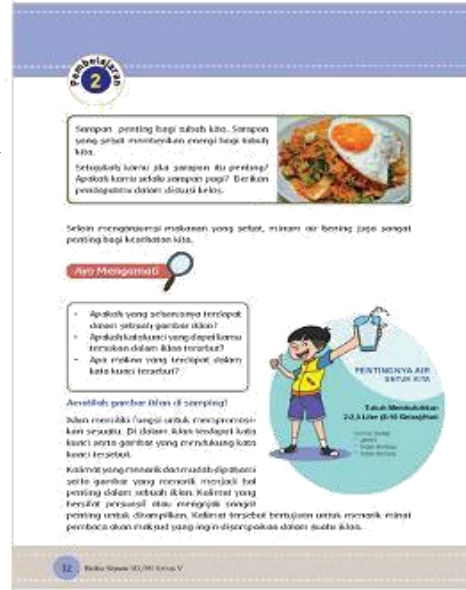 Pembelajaran
2
Sarapan penting bagi tubuh kita. Sarapan
yang sehat memberikan energi bagi tubuh
kita.
Setujukah kamu jika sarapan itu penting?
Apakah kamu selalu sarapan pagi? Berikan
pendapatmu dalam diskusi kelas.
Selain mengonsumsi makanan yang sehat, minum air bening juga sangat
penting bagi kesehatan kita.
Ayo Mengamati
- Apakah yang seharusnya terdapat
dalam sebuah gambar iklan?
- Apakah kata kunci yang dapat kamu
temukan dalam iklan tersebut?
- Apa makna yang terdapat dalam
kata kunci tersebut?
Amatilah gambar iklan di samping!
Iklan memiliki fungsi untuk mempromosi-
kan sesuatu. Di dalam iklan terdapat kata
kunci serta gambar yang mendukung kata
kunci tersebut.
Kalimat yang menarik dan mudah dipahami
serta gambar yang menarik menjadi hal
penting dalam sebuah iklan. Kalimat yang
bersifat persuasif atau mengajak sangat
penting untuk ditampilkan. Kalimat tersebut bertujuan untuk menarik minat
pembaca akan maksud yang ingin disampaikan dalam suatu iklan.
PENTINGNYA AIR
UNTUK KITA
Tubuh Membutuhkan
2-2,5 Liter (8-10 Gelas)/hari
12 Buku Siswa SD/MI Kelas V